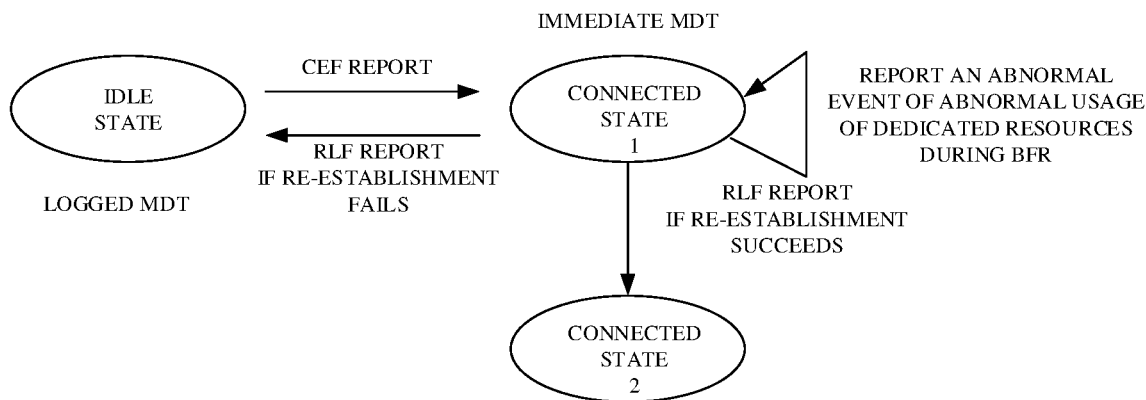 IMMEDIATE MDT
CEF REPORT
IDLE
STATE
CONNECTED
STATE
1
REPORT AN ABNORMAL
EVENT OF ABNORMAL USAGE
OF DEDICATED RESOURCES
DURING BFR
RLF REPORT
IF RE-ESTABLISHMENT
FAILS
LOGGED MDT
RLF REPORT
IF RE-ESTABLISHMENT
SUCCEEDS
CONNECTED
STATE
2